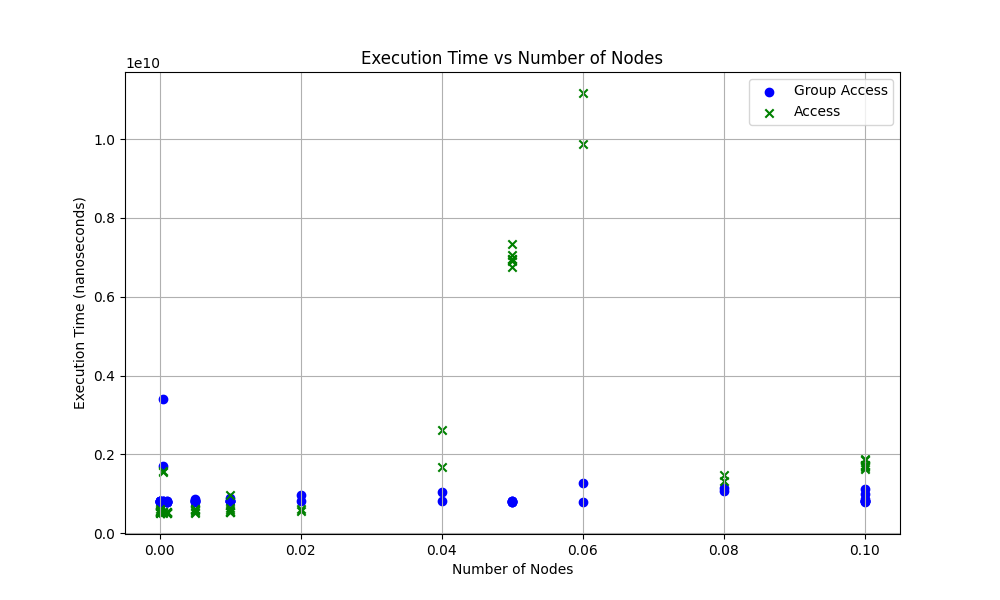 Execution Time vs Number of Nodes
1e10
Group Access
Access
1.0
0.8
0.6
0.4
0.2
0.0
Execution Time (nanoseconds)
0.00 0.02 0.04 0.06 0.08 0.10
Number of Nodes